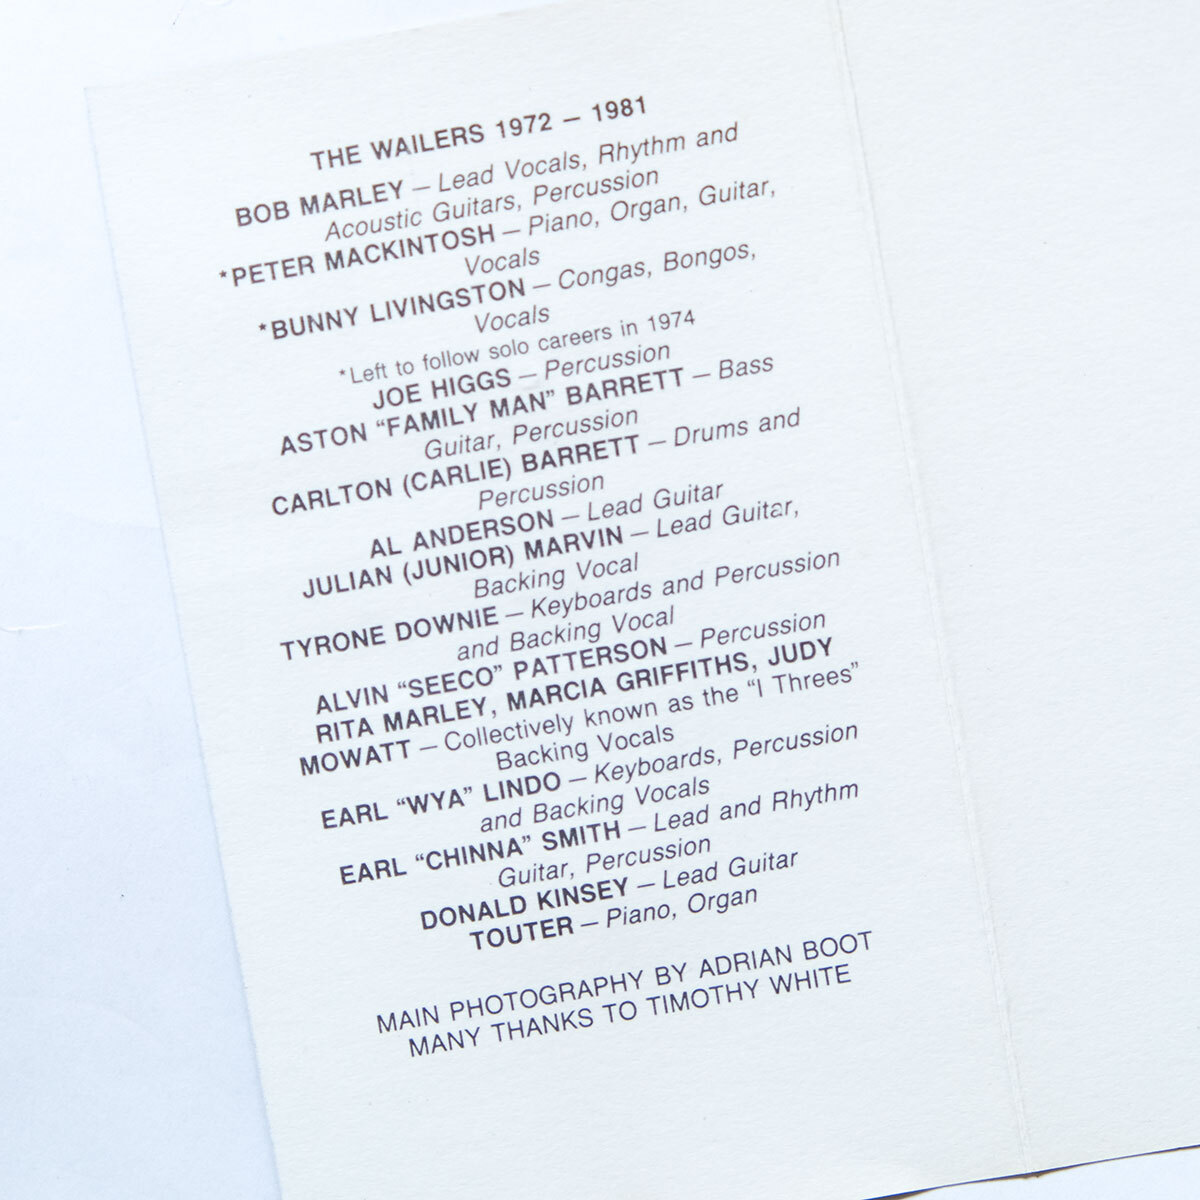 THE WAILERS 1972 – 1981
BOB MARLEY – Lead Vocals, Rhythm and
Acoustic Guitars, Percussion
*PETER MACKINTOSH – Piano, Organ, Guitar,
Vocals
*BUNNY LIVINGSTON – Congas, Bongos,
Vocals
*Left to follow solo careers in 1974
JOE HIGGS – Percussion
ASTON “FAMILY MAN” BARRETT – Bass
Guitar, Percussion
CARLTON (CARLIE) BARRETT – Drums and
Percussion
AL ANDERSON – Lead Guitar
JULIAN (JUNIOR) MARVIN – Lead Guitar,
Backing Vocal
TYRONE DOWNIE – Keyboards and Percussion
and Backing Vocal
ALVIN “SEECO” PATTERSON – Percussion
RITA MARLEY, MARCIA GRIFFITHS, JUDY
MOWATT – Collectively known as the “I Threes”
Backing Vocals
EARL “WYA” LINDO – Keyboards, Percussion
and Backing Vocals
EARL “CHINNA” SMITH – Lead and Rhythm
Guitar, Percussion
DONALD KINSEY – Lead Guitar
TOUTER – Piano, Organ
MAIN PHOTOGRAPHY BY ADRIAN BOOT
MANY THANKS TO TIMOTHY WHITE